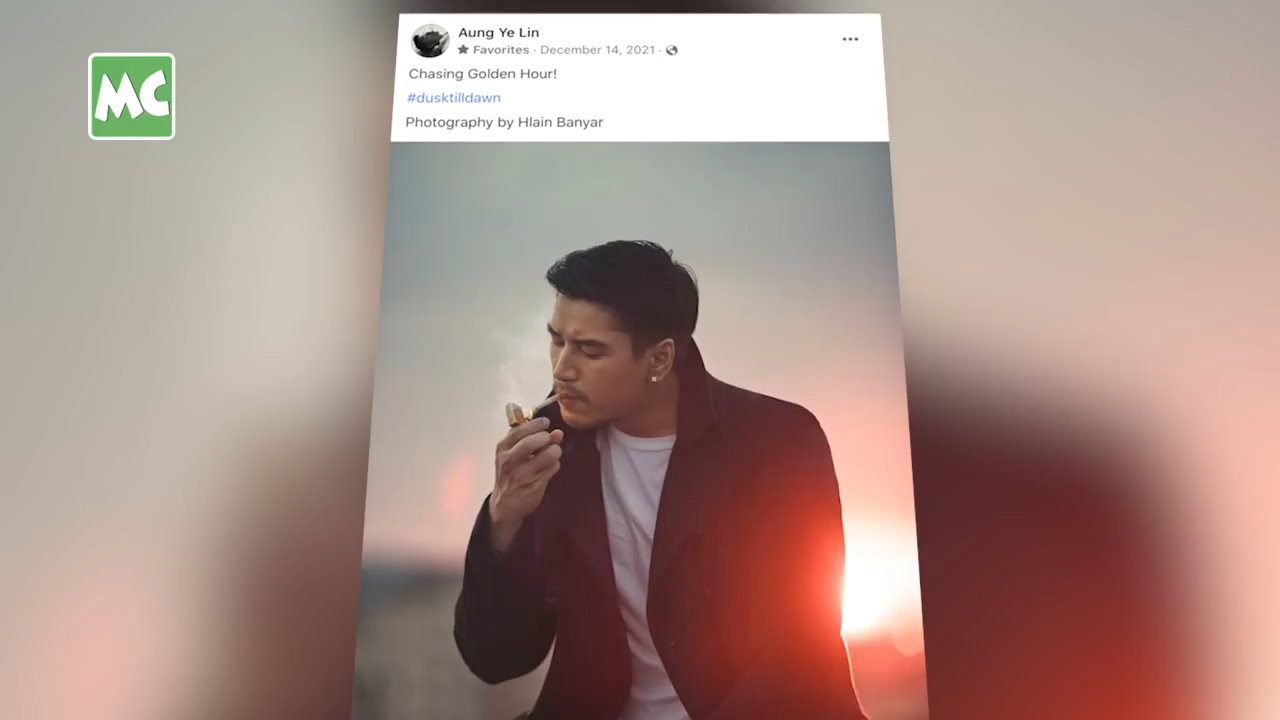 MC
Aung Ye Lin
Favorites · December 14, 2021 ·
Chasing Golden Hour!
#dusktilldawn
Photography by Hlain Banyar